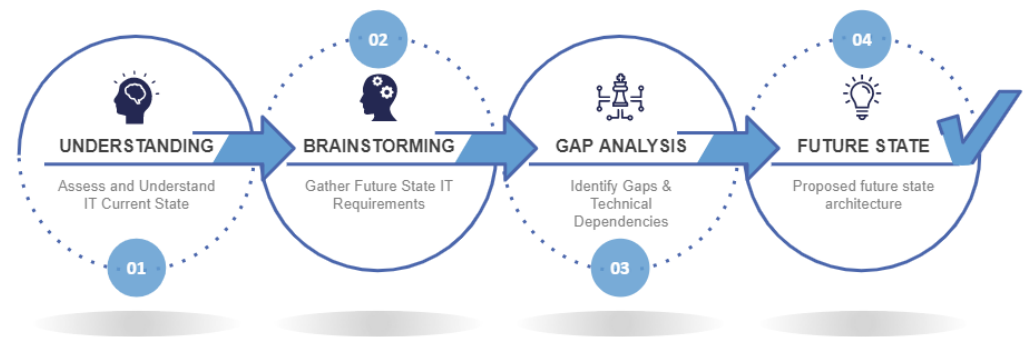 01
UNDERSTANDING
Assess and Understand
IT Current State
02
BRAINSTORMING
Gather Future State IT
Requirements
03
GAP ANALYSIS
Identify Gaps &
Technical
Dependencies
04
FUTURE STATE
Proposed future state
architecture